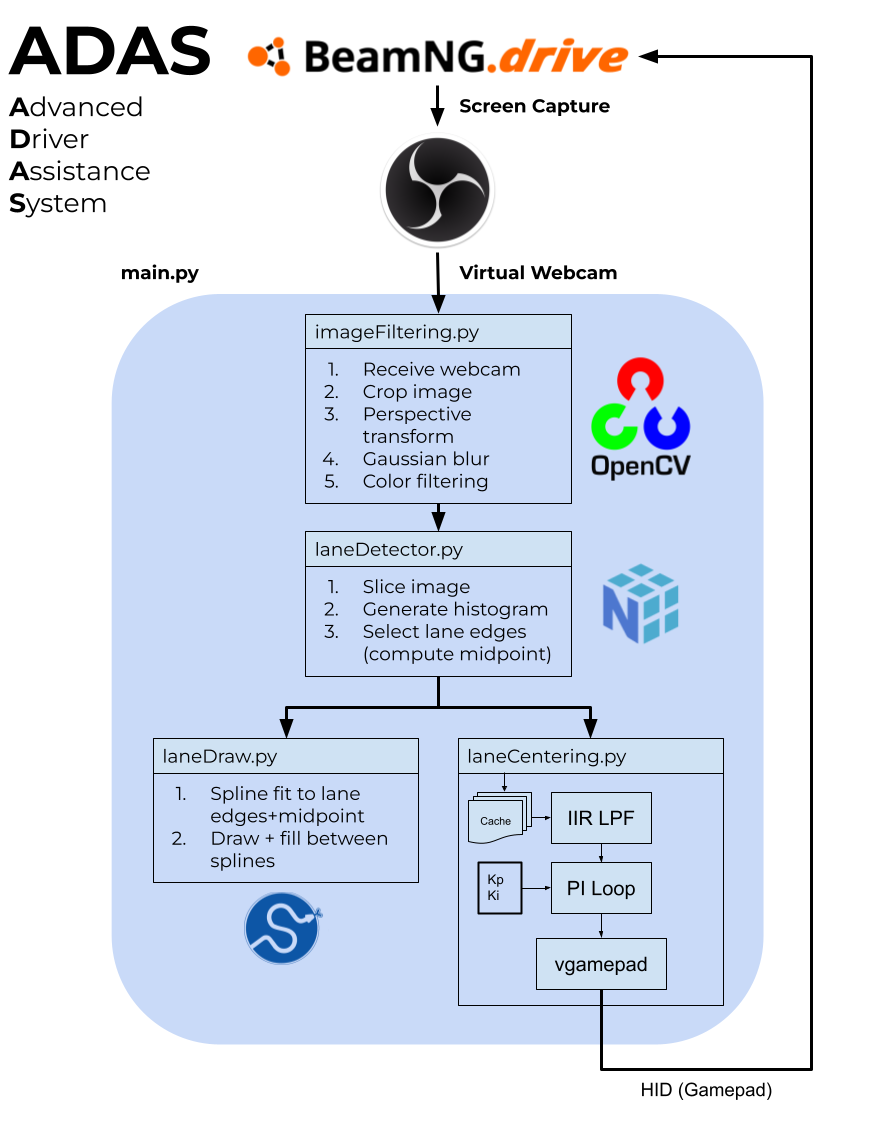 ADAS
BeamNG.drive
Advanced
Driver
Assistance
System
Screen Capture
main.py
Virtual Webcam
imageFiltering.py
1. Receive webcam
2. Crop image
3. Perspective
transform
4. Gaussian blur
5. Color filtering
OpenCV
laneDetector.py
1. Slice image
2. Generate histogram
3. Select lane edges
(compute midpoint)
N
laneDraw.py
1. Spline fit to lane
edges+midpoint
2. Draw + fill between
splines
laneCentering.py
Cache
IIR LPF
Kp
Ki
PI Loop
vgamepad
HID (Gamepad)